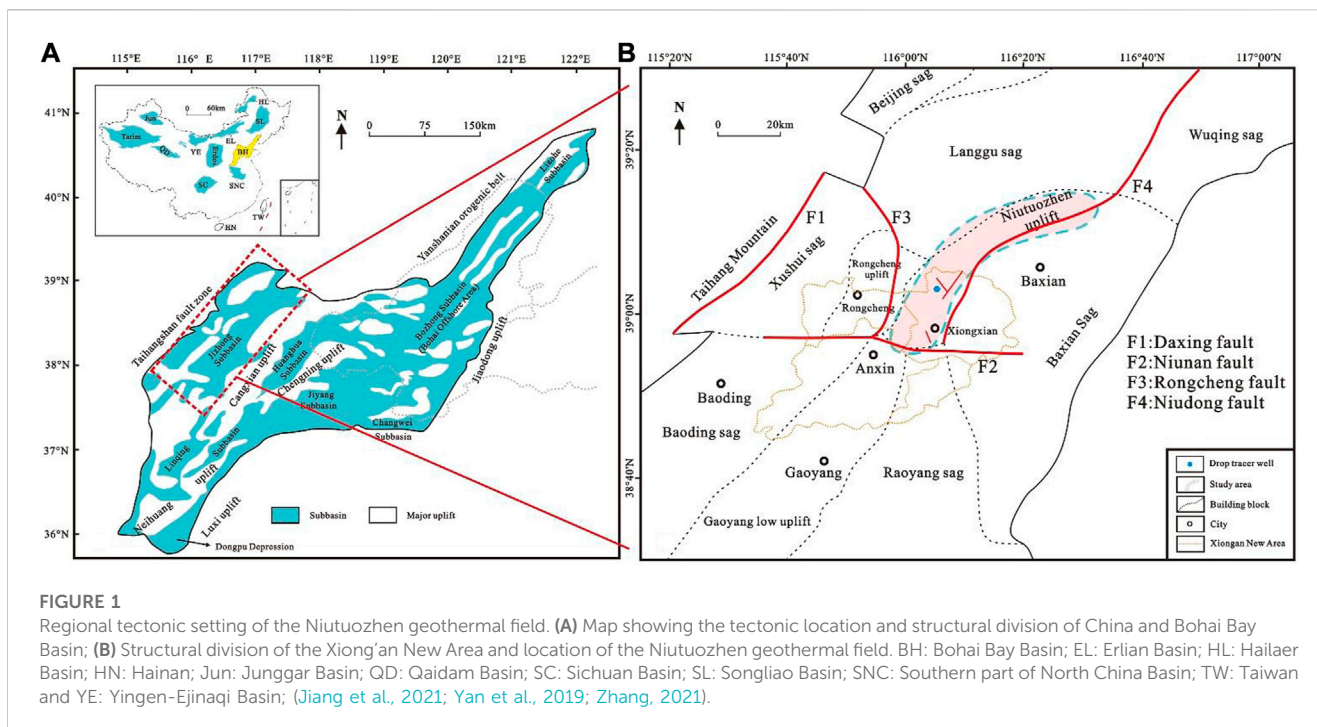 A
115°E
116° E
117°E
118°E
119°E
120°E
121°E
122°E
41°N
40°N
39°N
38°N
37°N
36°N
0 60km
HL
SL
Jun
EL
Tarim
YE
BH
QD
SNC
SC
TW
HN
N
0 75 150km
Liaohe
Subbasin
Yanshanian orogenic belt
Taihangshan fault zone
Jizhong
Subbasin
Cangxian uplift
Huanghua
Subbasin
Chengning uplift
Bozhong Subbasin
(Bohai Offshore Area)
Jiaodong uplift
Jiyang
Subbasin
Changwei
Subbasin
Linqing
Subbasin
Neihuang
uplift
Luxi uplift
Dongpu Depression
Subbasin
Major uplift
B
115°20'
115°40'
116°00'
116°20'
116°40'
117°00'
39°20'
39°00'
38°40'
N
0 20km
Beijing sag
Langgu sag
Wuqing sag
Taihang Mountain
F1
Xushui sag
F3
F4
Niutuozhen
uplift
Rongcheng
uplift
Rongcheng
Baxian
Xiongxian
Baxian Sag
Anxin
F2
Baoding
Baoding sag
Gaoyang
Raoyang sag
Gaoyang low uplift
F1:Daxing fault
F2:Niunan fault
F3:Rongcheng fault
F4:Niudong fault
Drop tracer well
Study area
Building block
City
Xiongan New Area
FIGURE 1
Regional tectonic setting of the Niutuozhen geothermal field. (A) Map showing the tectonic location and structural division of China and Bohai Bay
Basin; (B) Structural division of the Xiong'an New Area and location of the Niutuozhen geothermal field. BH: Bohai Bay Basin; EL: Erlian Basin; HL: Hailaer
Basin; HN: Hainan; Jun: Junggar Basin; QD: Qaidam Basin; SC: Sichuan Basin; SL: Songliao Basin; SNC: Southern part of North China Basin; TW: Taiwan
and YE: Yingen-Ejinaqi Basin; (Jiang et al., 2021; Yan et al., 2019; Zhang, 2021).